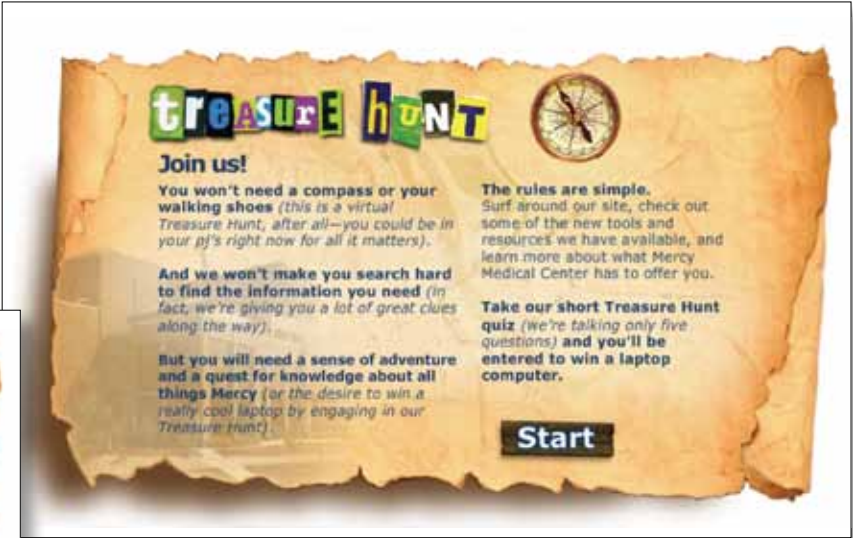 treASUrE hUNT
Join us!
You won't need a compass or your
walking shoes (this is a virtual
Treasure Hunt, after all—you could be in
your pj's right now for all it matters).
And we won't make you search hard
to find the information you need (in
fact, we're giving you a lot of great clues
along the way).
But you will need a sense of adventure
and a quest for knowledge about all
things Mercy (or the desire to win a
really cool laptop by engaging in our
Treasure Hunt).
The rules are simple.
Surf around our site, check out
some of the new tools and
resources we have available, and
learn more about what Mercy
Medical Center has to offer you.
Take our short Treasure Hunt
quiz (we're talking only five
questions) and you'll be
entered to win a laptop
computer.
Start